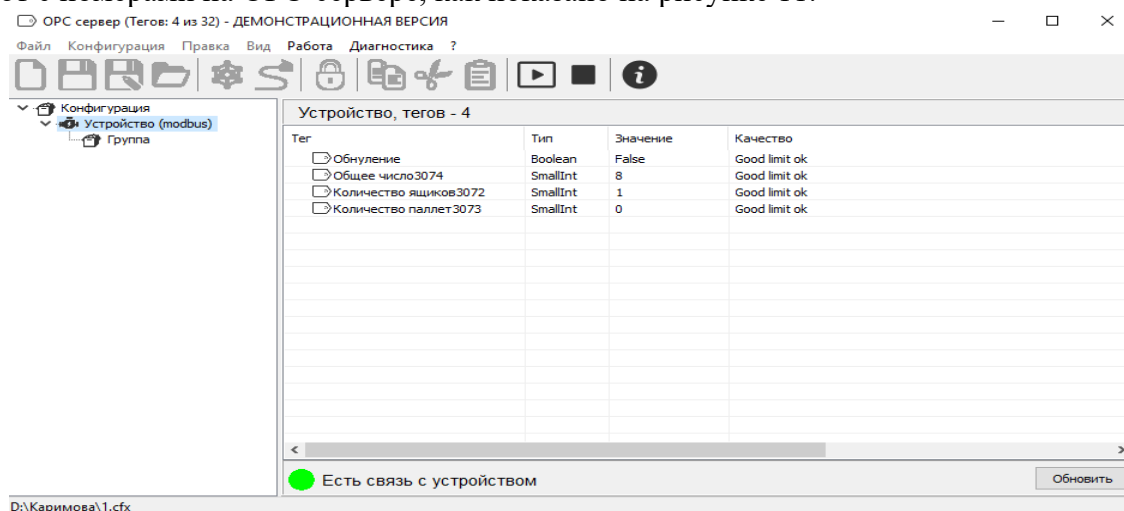 ОРС сервер (Тегов: 4 из 32) - ДЕМОНСТРАЦИОННАЯ ВЕРСИЯ
Файл Конфигурация Правка Вид Работа Диагностика ?
Конфигурация
Устройство (modbus)
Группа
Устройство, тегов - 4
Тег Тип Значение Качество
Обнуление Boolean False Good limit ok
Общее число3074 SmallInt 8 Good limit ok
Количество ящиков3072 SmallInt 1 Good limit ok
Количество паллет3073 SmallInt 0 Good limit ok
Есть связь с устройством
Обновить
D:\Каримова\1.cfx